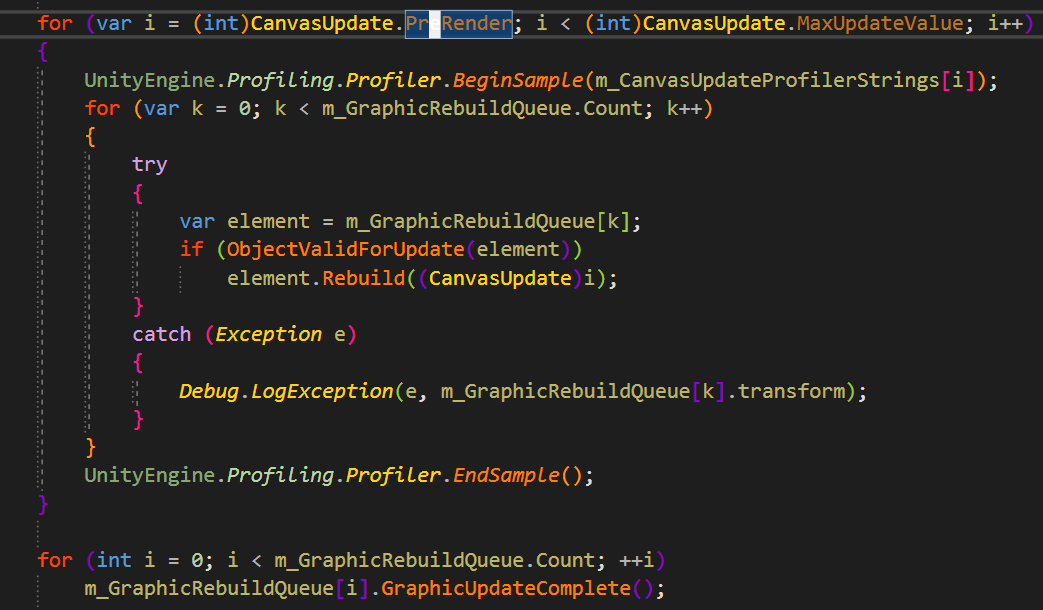 for (var i = (int)CanvasUpdate.PreRender; i < (int)CanvasUpdate.MaxUpdateValue; i++)
{
UnityEngine.Profiling.Profiler.BeginSample(m_CanvasUpdateProfilerStrings[i]);
for (var k = 0; k < m_GraphicRebuildQueue.Count; k++)
{
try
{
var element = m_GraphicRebuildQueue[k];
if (ObjectValidForUpdate(element))
element.Rebuild((CanvasUpdate)i);
}
catch (Exception e)
{
Debug.LogException(e, m_GraphicRebuildQueue[k].transform);
}
}
UnityEngine.Profiling.Profiler.EndSample();
}
for (int i = 0; i < m_GraphicRebuildQueue.Count; ++i)
m_GraphicRebuildQueue[i].GraphicUpdateComplete();